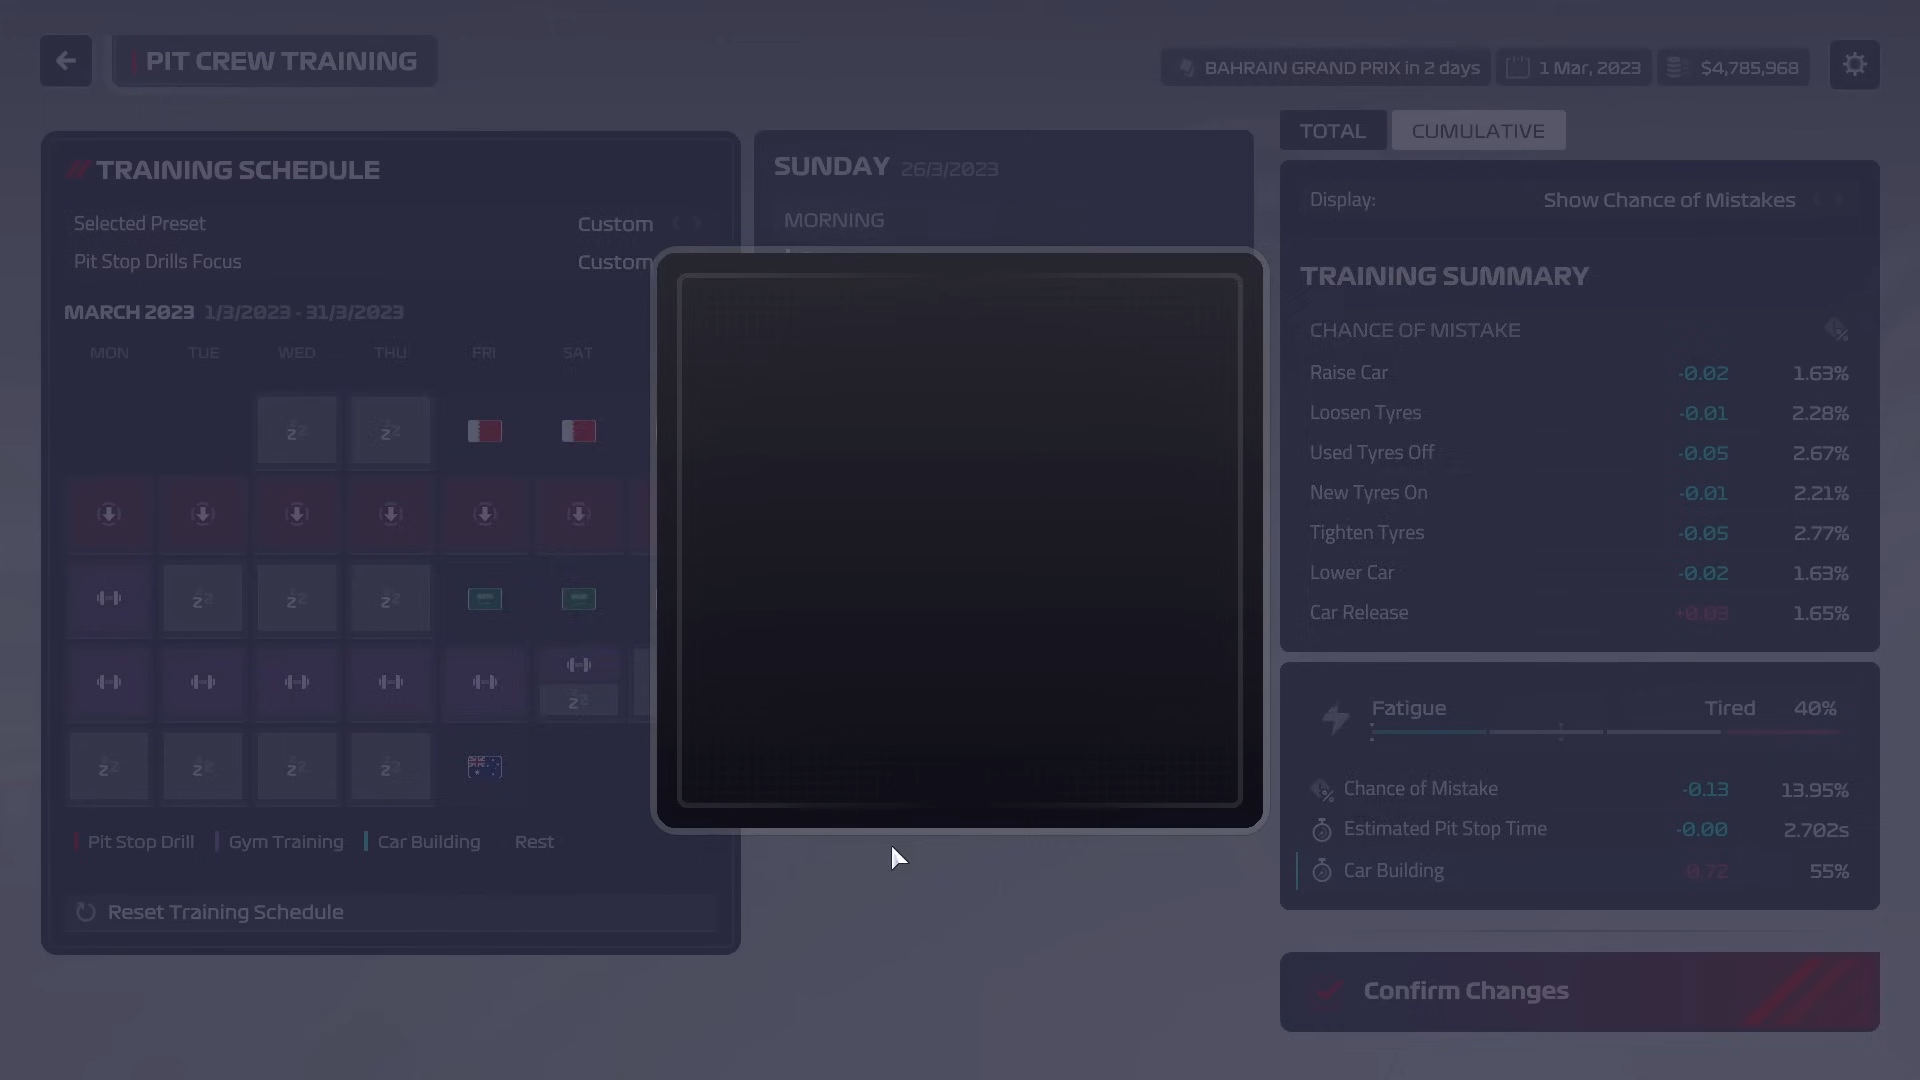 PIT CREW TRAINING
BAHRAIN GRAND PRIX in 2 days
1 Mar, 2023
$4,785,968
TRAINING SCHEDULE
Selected Preset
Custom
Pit Stop Drills Focus
Custom
MARCH 2023 1/3/2023 - 31/3/2023
MON TUE WED THU FRI SAT
Pit Stop Drill
Gym Training
Car Building
Rest
Reset Training Schedule
SUNDAY 26/3/2023
MORNING
TOTAL
CUMULATIVE
Display:
Show Chance of Mistakes
TRAINING SUMMARY
CHANCE OF MISTAKE
Raise Car -0.02 1.63%
Loosen Tyres -0.01 2.28%
Used Tyres Off -0.05 2.67%
New Tyres On -0.01 2.21%
Tighten Tyres -0.05 2.77%
Lower Car -0.02 1.63%
Car Release +0.03 1.65%
Fatigue Tired 40%
Chance of Mistake -0.13 13.95%
Estimated Pit Stop Time -0.00 2.702s
Car Building 0.72 55%
Confirm Changes